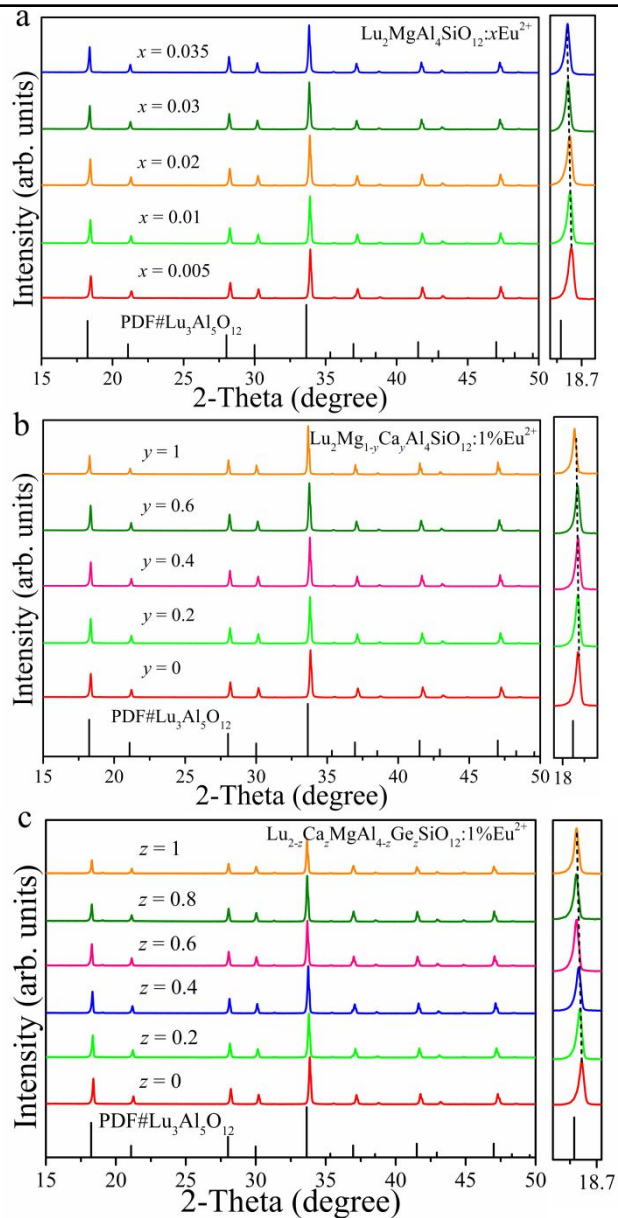 a
Lu₂MgAl₄SiO₁₂:xEu²⁺
x = 0.035
x = 0.03
x = 0.02
x = 0.01
x = 0.005
PDF#Lu₃Al₅O₁₂
Intensity (arb. units)
15 20 25 30 35 40 45 50
18.7
2-Theta (degree)
b
Lu₂Mg₁₋yCayAl₄SiO₁₂:1%Eu²⁺
y = 1
y = 0.6
y = 0.4
y = 0.2
y = 0
PDF#Lu₃Al₅O₁₂
Intensity (arb. units)
15 20 25 30 35 40 45 50
18
2-Theta (degree)
c
Lu₂₋zCazMgAl₄₋zGezSiO₁₂:1%Eu²⁺
z = 1
z = 0.8
z = 0.6
z = 0.4
z = 0.2
z = 0
PDF#Lu₃Al₅O₁₂
Intensity (arb. units)
15 20 25 30 35 40 45 50
18.7
2-Theta (degree)